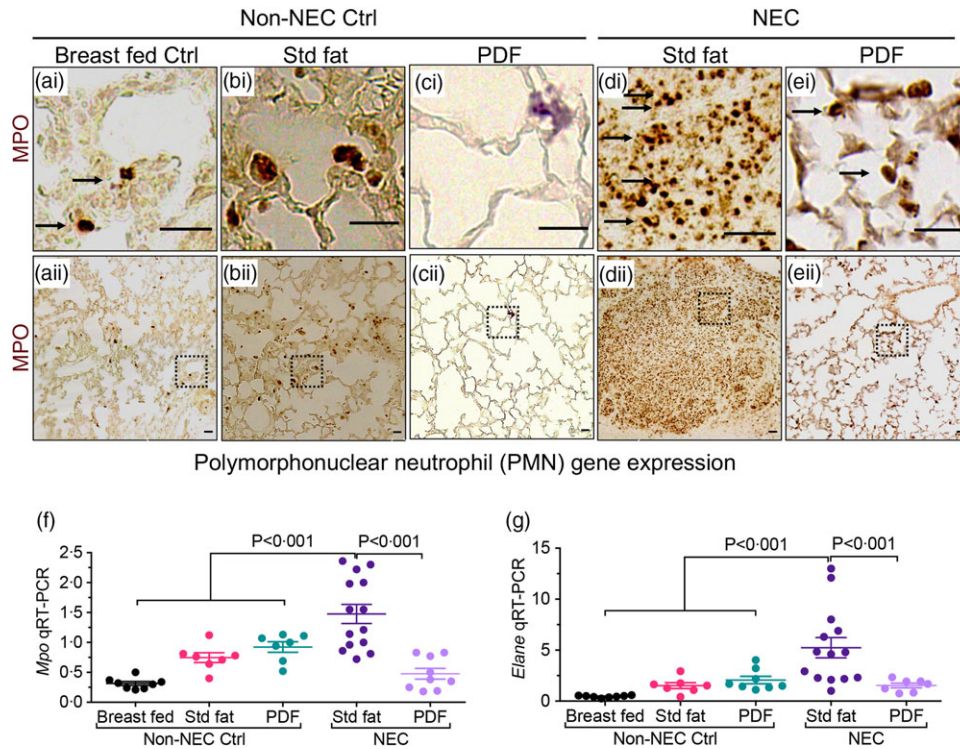 Non-NEC Ctrl NEC
Breast fed Ctrl Std fat PDF Std fat PDF
MPO (ai) (bi) (ci) (di) (ei)
MPO (aii) (bii) (cii) (dii) (eii)
Polymorphonuclear neutrophil (PMN) gene expression
(f)
P<0·001 P<0·001
Mpo qRT-PCR
2·5
2·0
1·5
1·0
0·5
0·0
Breast fed Std fat PDF Std fat PDF
Non-NEC Ctrl NEC
(g)
P<0·001 P<0·001
Elane qRT-PCR
15
10
5
0
Breast fed Std fat PDF Std fat PDF
Non-NEC Ctrl NEC